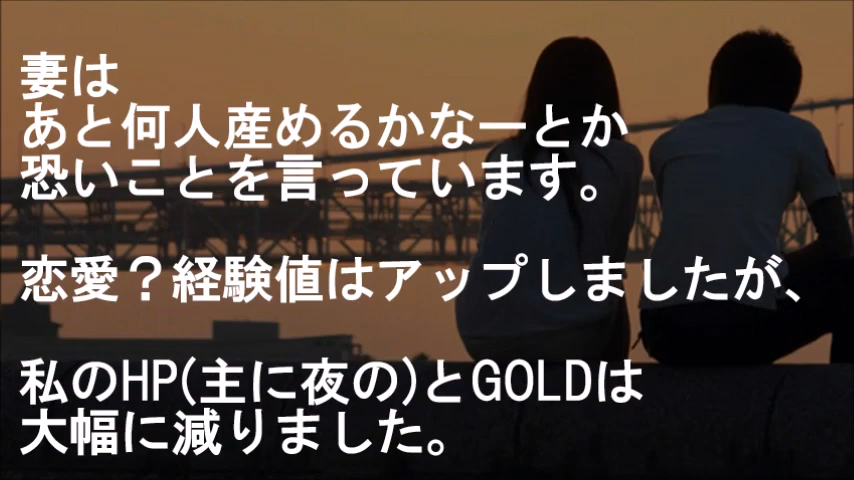 妻は
あと何人産めるかなーとか
恐いことを言っています。
恋愛？経験値はアップしましたが、
私のHP(主に夜の)とGOLDは
大幅に減りました。